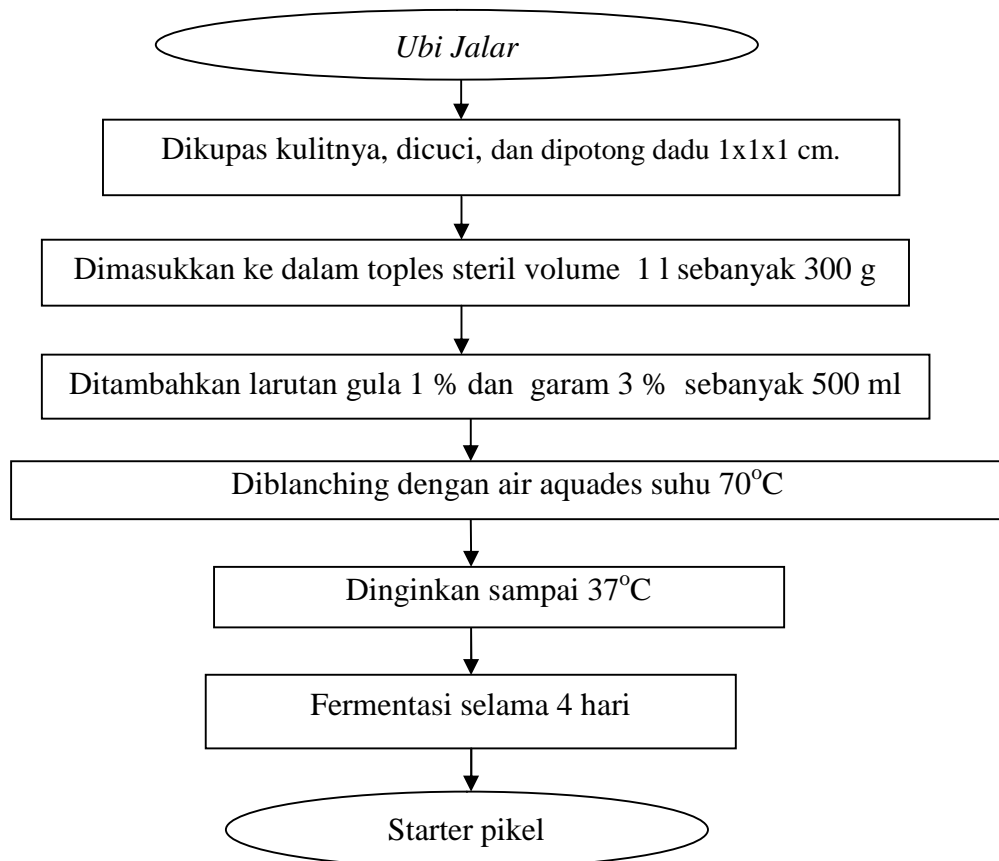 Ubi Jalar
Dikupas kulitnya, dicuci, dan dipotong dadu 1x1x1 cm.
Dimasukkan ke dalam toples steril volume 1 l sebanyak 300 g
Ditambahkan larutan gula 1 % dan garam 3 % sebanyak 500 ml
Diblanching dengan air aquades suhu 70°C
Dinginkan sampai 37°C
Fermentasi selama 4 hari
Starter pikel